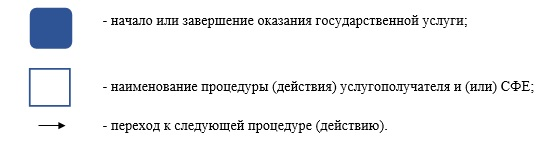 - начало или завершение оказания государственной услуги;
- наименование процедуры (действия) услугополучателя и (или) СФЕ;
- переход к следующей процедуре (действию).